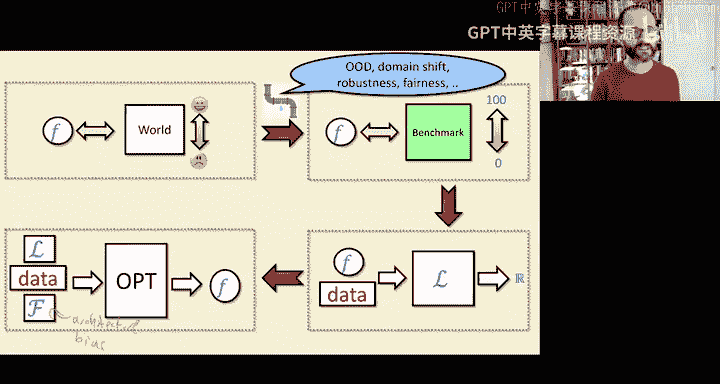 GPT中英字幕课程资源
OOD, domain shift,
robustness, fairness, ..
f
World
f
Benchmark
100
0
ℒ
data
ℱ
OPT
f
f
data
ℒ
ℝ
bias